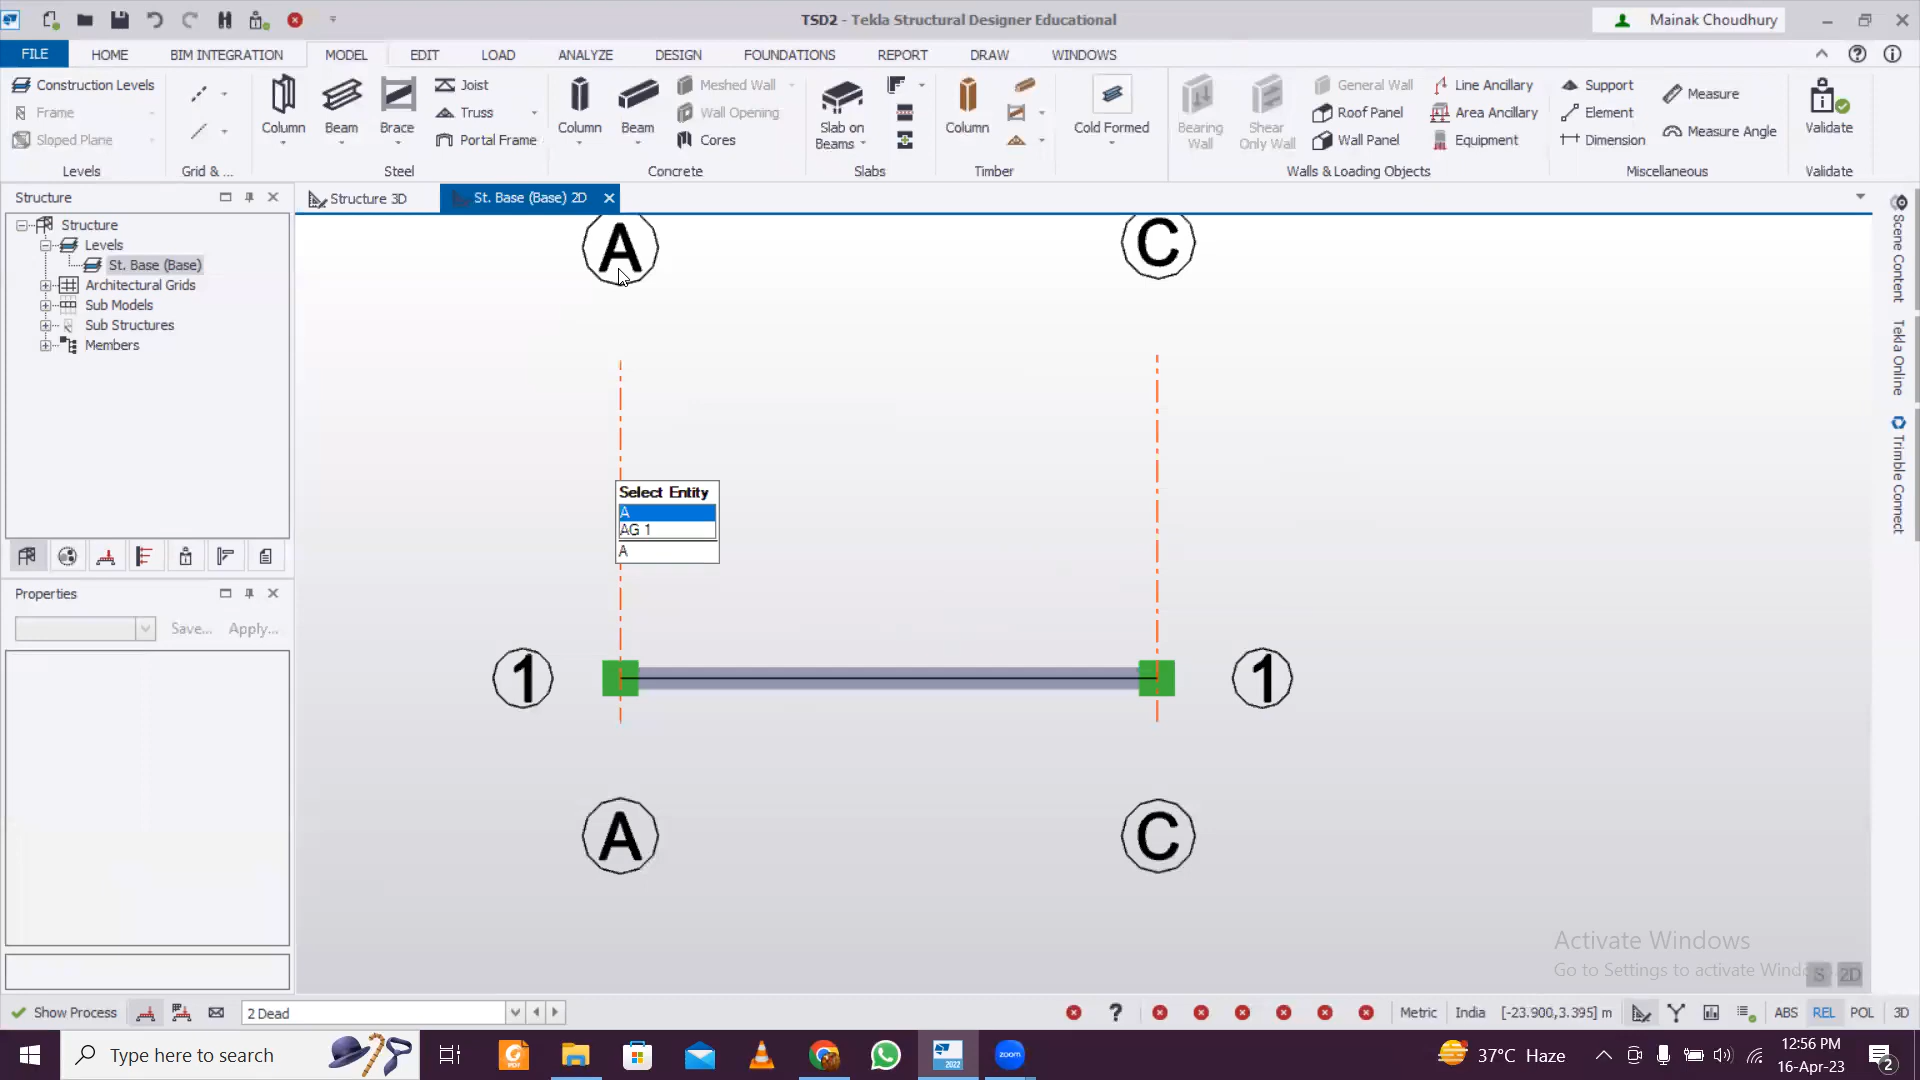 TSD2 - Tekla Structural Designer Educational
Mainak Choudhury
FILE
HOME
BIM INTEGRATION
MODEL
EDIT
LOAD
ANALYZE
DESIGN
FOUNDATIONS
REPORT
DRAW
WINDOWS
Construction Levels
Frame
Sloped Plane
Levels
Grid & ...
Column
Beam
Brace
Joist
Truss
Portal Frame
Steel
Column
Beam
Meshed Wall
Wall Opening
Cores
Concrete
Slab on
Beams
Slabs
Column
Timber
Cold Formed
Bearing
Wall
Shear
Only Wall
General Wall
Roof Panel
Wall Panel
Line Ancillary
Area Ancillary
Equipment
Walls & Loading Objects
Support
Element
Dimension
Measure
Measure Angle
Miscellaneous
Validate
Validate
Structure
Structure
Levels
St. Base (Base)
Architectural Grids
Sub Models
Sub Structures
Members
Properties
Save...
Apply...
Structure 3D
St. Base (Base) 2D
A
C
Select Entity
A
AG 1
A
1
1
A
C
Scene Content
Tekla Online
Trimble Connect
Activate Windows
Go to Settings to activate Wind
S
2D
Show Process
2 Dead
Metric
India
[-23.900,3.395] m
ABS
REL
POL
3D
Type here to search
2022
zoom
37°C Haze
12:56 PM
16-Apr-23
2